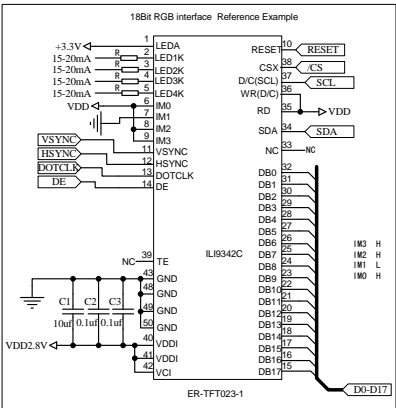 18Bit RGB interface Reference Example
+3.3V 1 LEDA
15-20mA R 2 LED1K
15-20mA R 3 LED2K
15-20mA R 4 LED3K
15-20mA R 5 LED4K
VDD 6 IM0
7 IM1
8 IM2
9 IM3
VSYNC 11 VSYNC
HSYNC 12 HSYNC
DOTCLK 13 DOTCLK
DE 14 DE
NC 39 TE
43 GND
48 GND
49 GND
50 GND
C1 C2 C3
10uf 0.1uf 0.1uf
VDD2.8V 40 VDDI
41 VDDI
42 VCI
ILI9342C
RESET 10 RESET
CSX 38 /CS
D/C(SCL) 37 SCL
WR(D/C) 36
RD 35 VDD
SDA 34 SDA
NC 33 NC
DB0 32
DB1 31
DB2 30
DB3 29
DB4 28
DB5 27
DB6 26
DB7 25
DB8 24
DB9 23
DB10 22
DB11 21
DB12 20
DB13 19
DB14 18
DB15 17
DB16 16
DB17 15
IM3 H
IM2 H
IM1 L
IM0 H
D0-D17
ER-TFT023-1